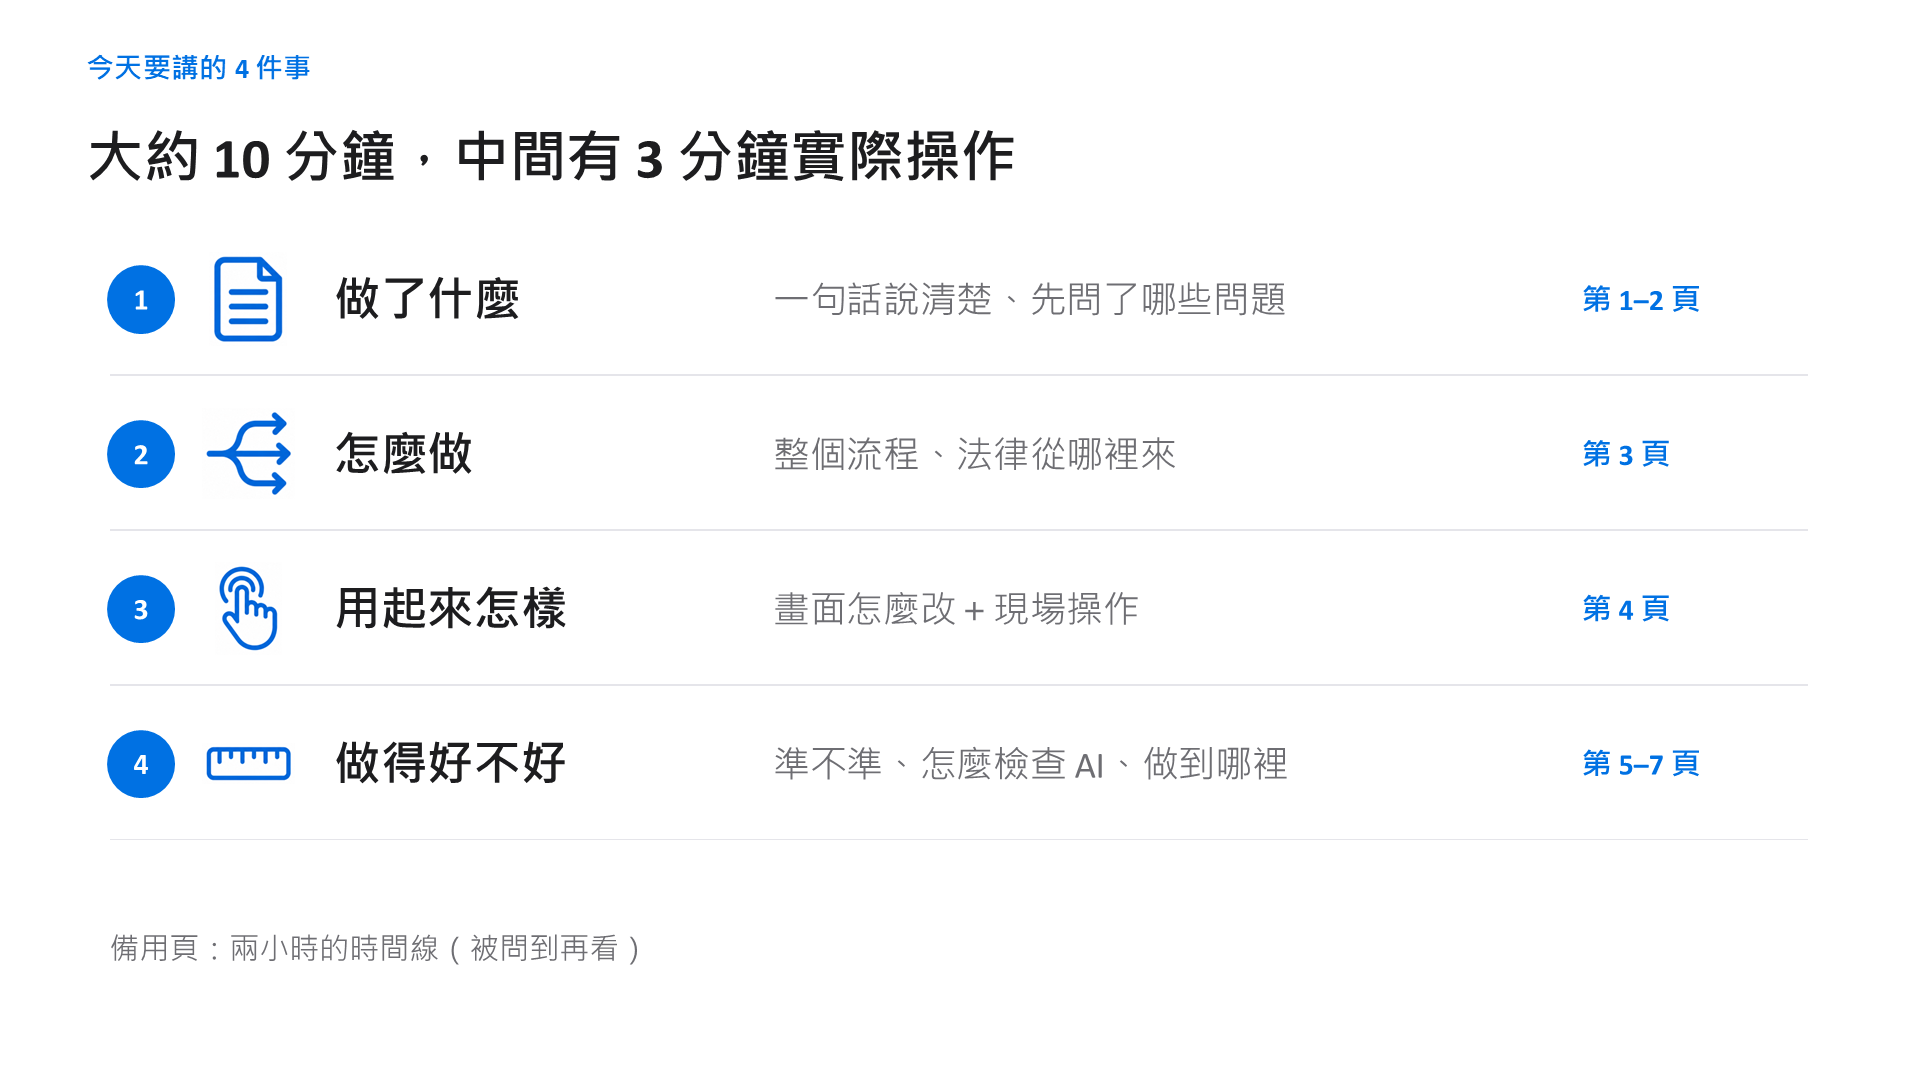 今天要講的 4 件事
大約 10 分鐘，中間有 3 分鐘實際操作
1 做了什麼 一句話說清楚、先問了哪些問題 第 1–2 頁
2 怎麼做 整個流程、法律從哪裡來 第 3 頁
3 用起來怎樣 畫面怎麼改 + 現場操作 第 4 頁
4 做得好不好 準不準、怎麼檢查 AI、做到哪裡 第 5–7 頁
備用頁：兩小時的時間線（被問到再看）